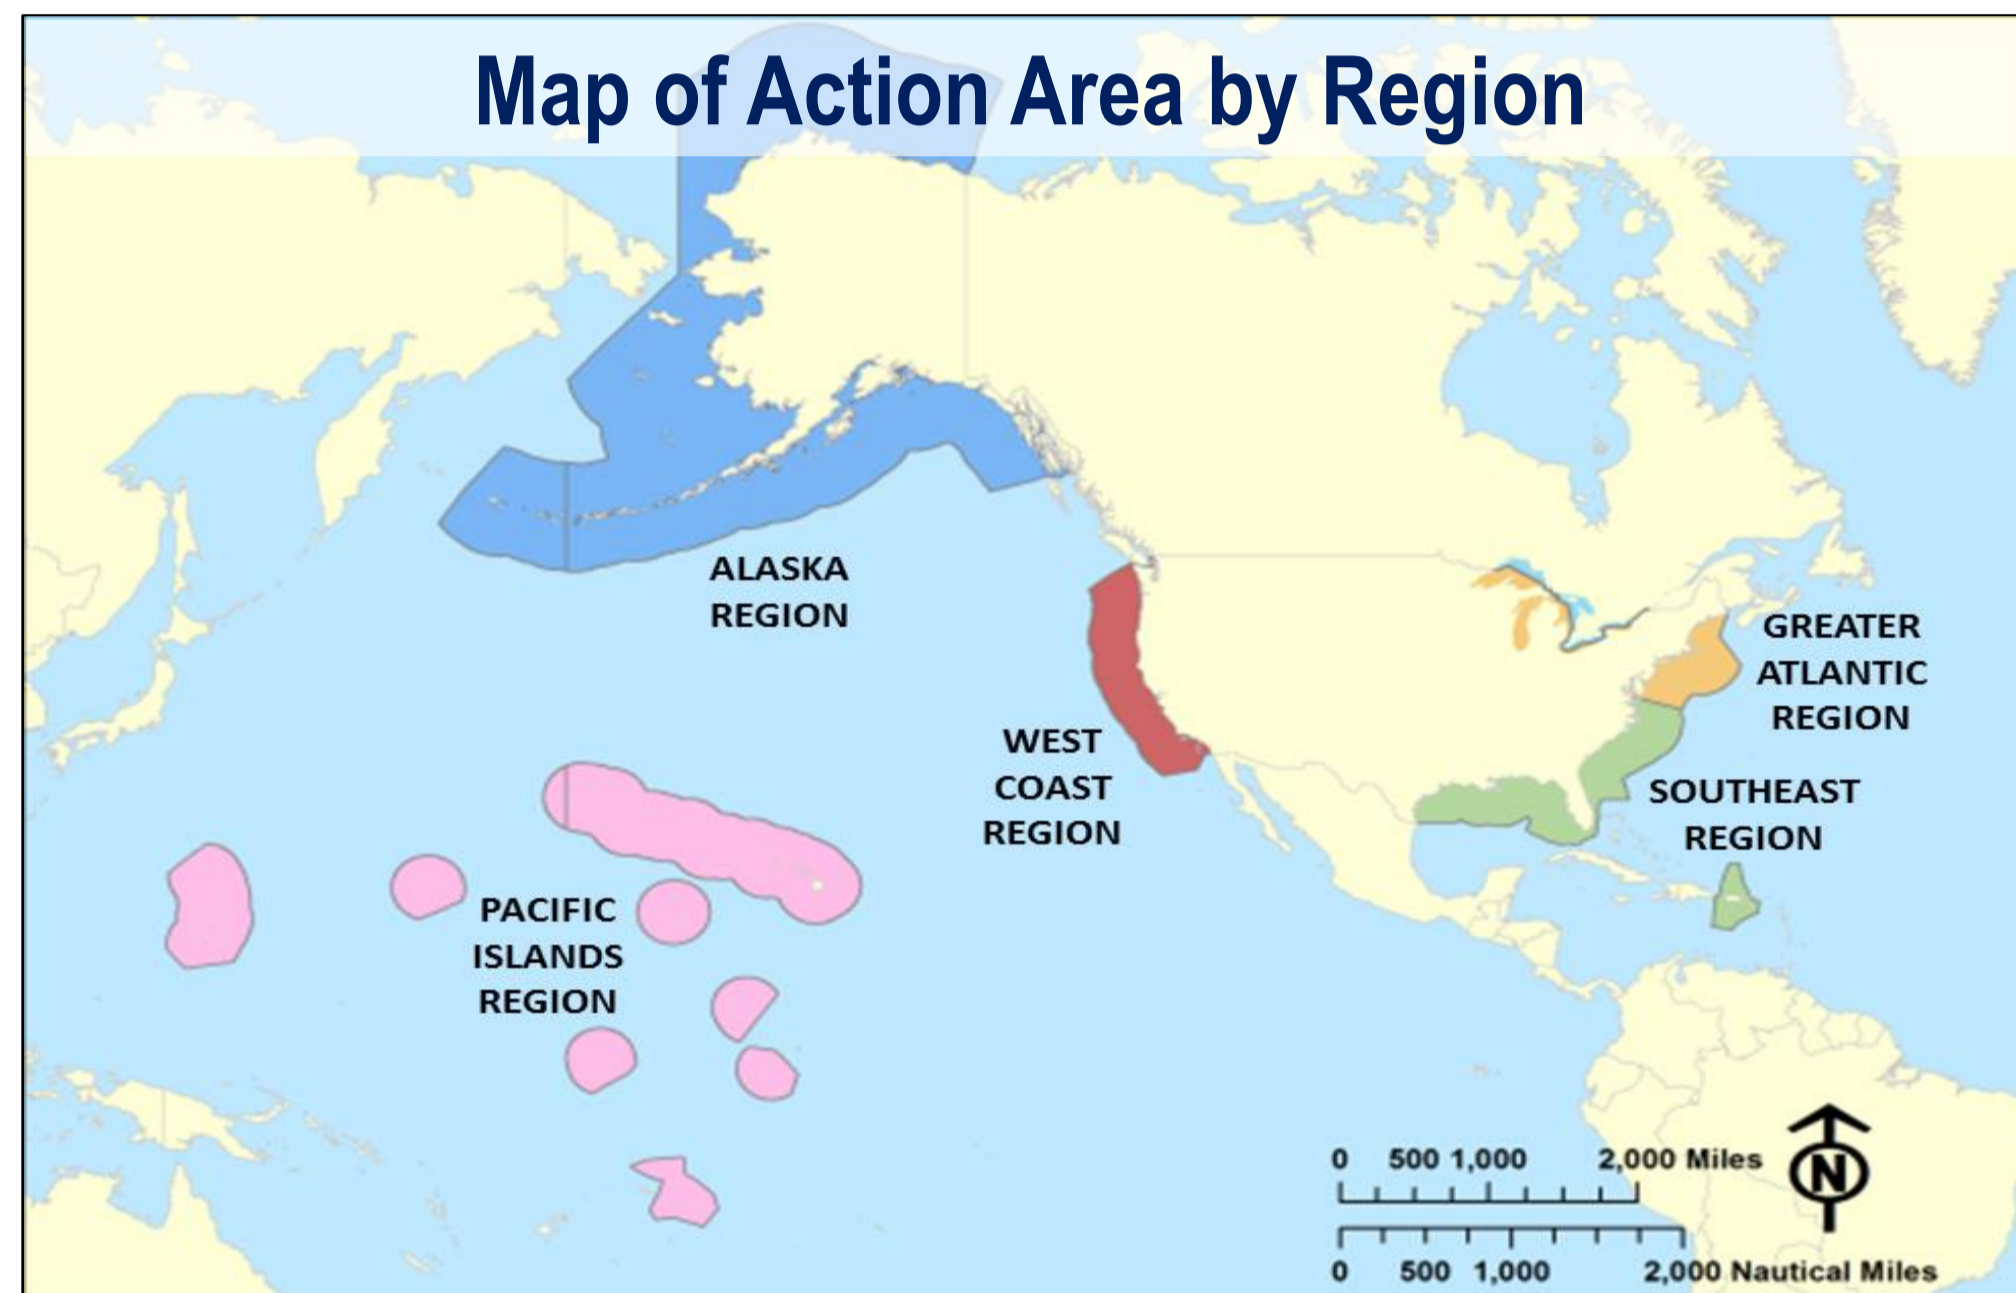 Map of Action Area by Region
ALASKA
REGION
GREATER
ATLANTIC
REGION
WEST
COAST
REGION
SOUTHEAST
REGION
PACIFIC
ISLANDS
REGION
0 500 1,000 2,000 Miles
N
0 500 1,000 2,000 Nautical Miles